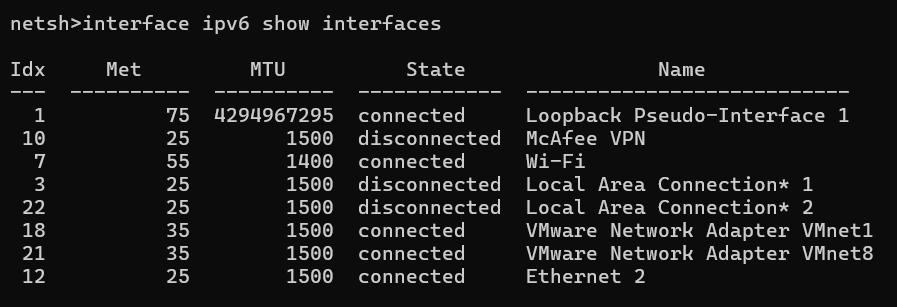 netsh>interface ipv6 show interfaces
Idx     Met         MTU          State                Name
---  ----------  ----------  ------------  ---------------------------
  1          75  4294967295  connected     Loopback Pseudo-Interface 1
 10          25        1500  disconnected  McAfee VPN
  7          55        1400  connected     Wi-Fi
  3          25        1500  disconnected  Local Area Connection* 1
 22          25        1500  disconnected  Local Area Connection* 2
 18          35        1500  connected     VMware Network Adapter VMnet1
 21          35        1500  connected     VMware Network Adapter VMnet8
 12          25        1500  connected     Ethernet 2